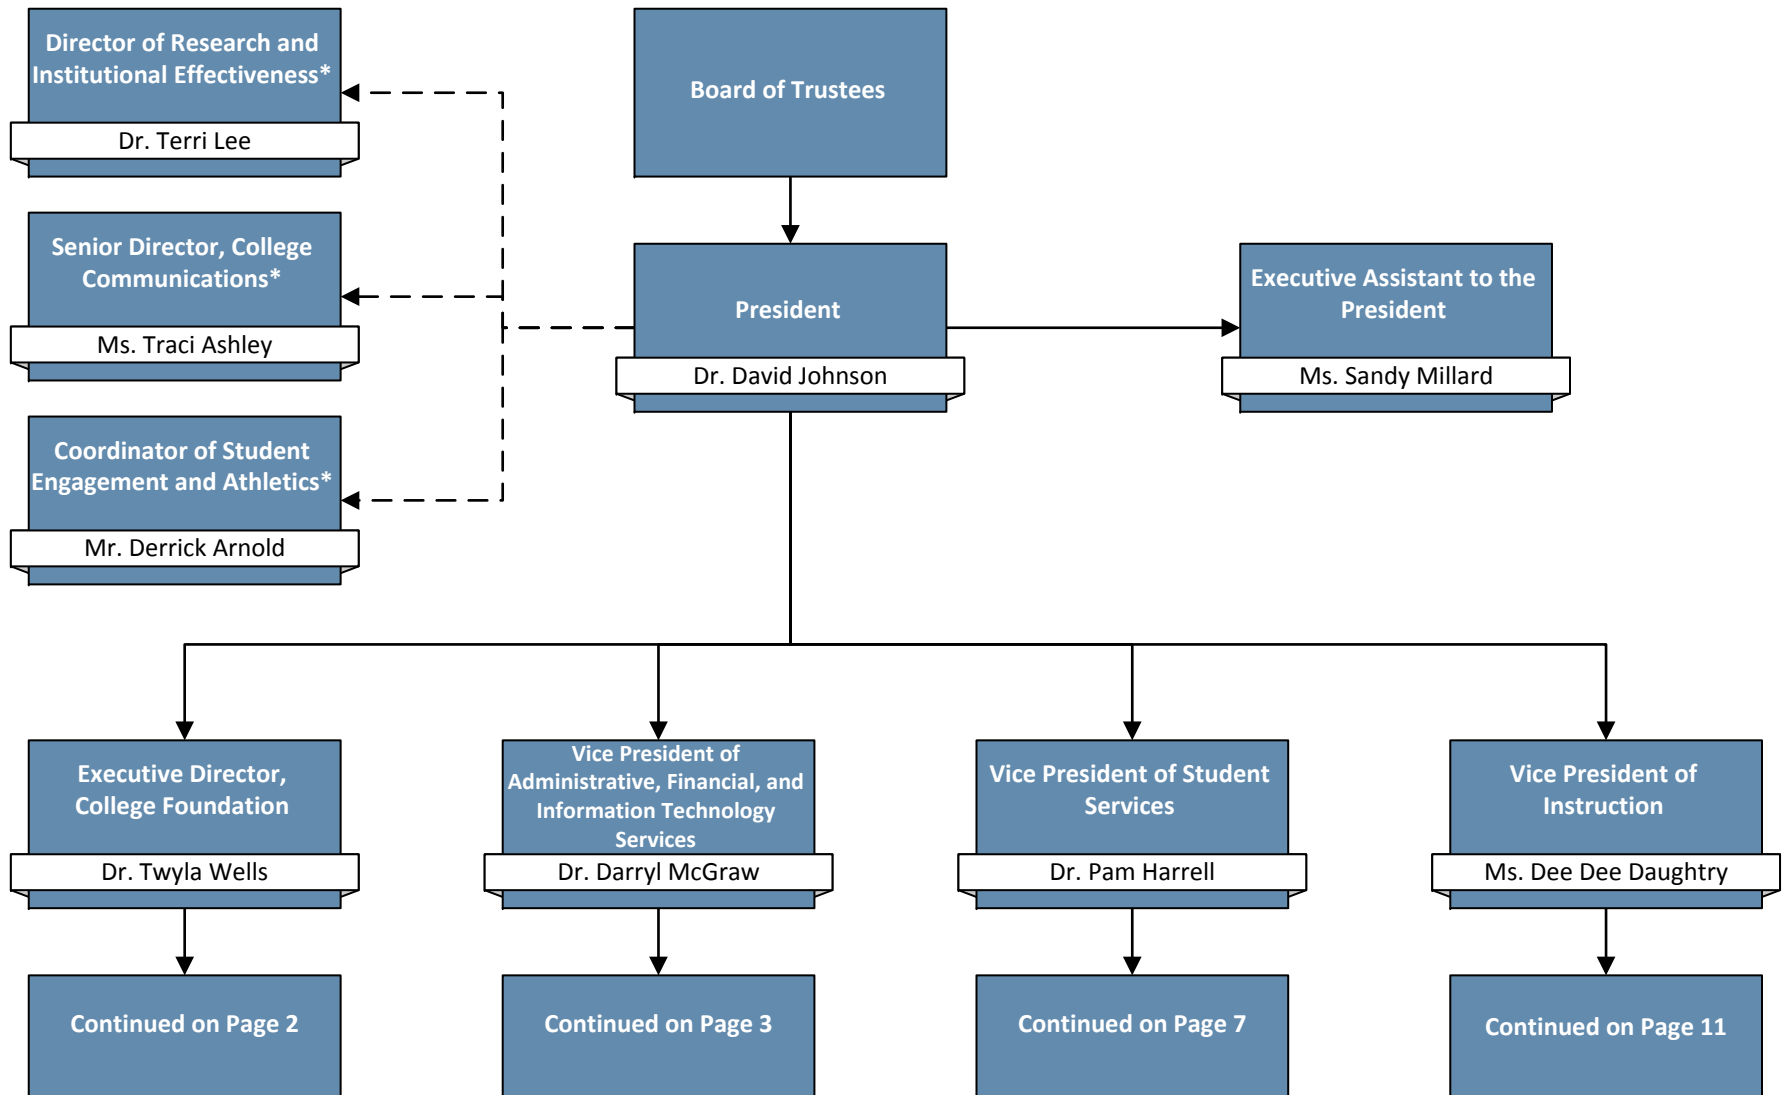 Director of Research and
Institutional Effectiveness*
Dr. Terri Lee
Board of Trustees
Senior Director, College
Communications*
Ms. Traci Ashley
President
Dr. David Johnson
Executive Assistant to the
President
Ms. Sandy Millard
Coordinator of Student
Engagement and Athletics*
Mr. Derrick Arnold
Executive Director,
College Foundation
Dr. Twyla Wells
Vice President of
Administrative, Financial, and
Information Technology
Services
Dr. Darryl McGraw
Vice President of Student
Services
Dr. Pam Harrell
Vice President of
Instruction
Ms. Dee Dee Daughtry
Continued on Page 2
Continued on Page 3
Continued on Page 7
Continued on Page 11